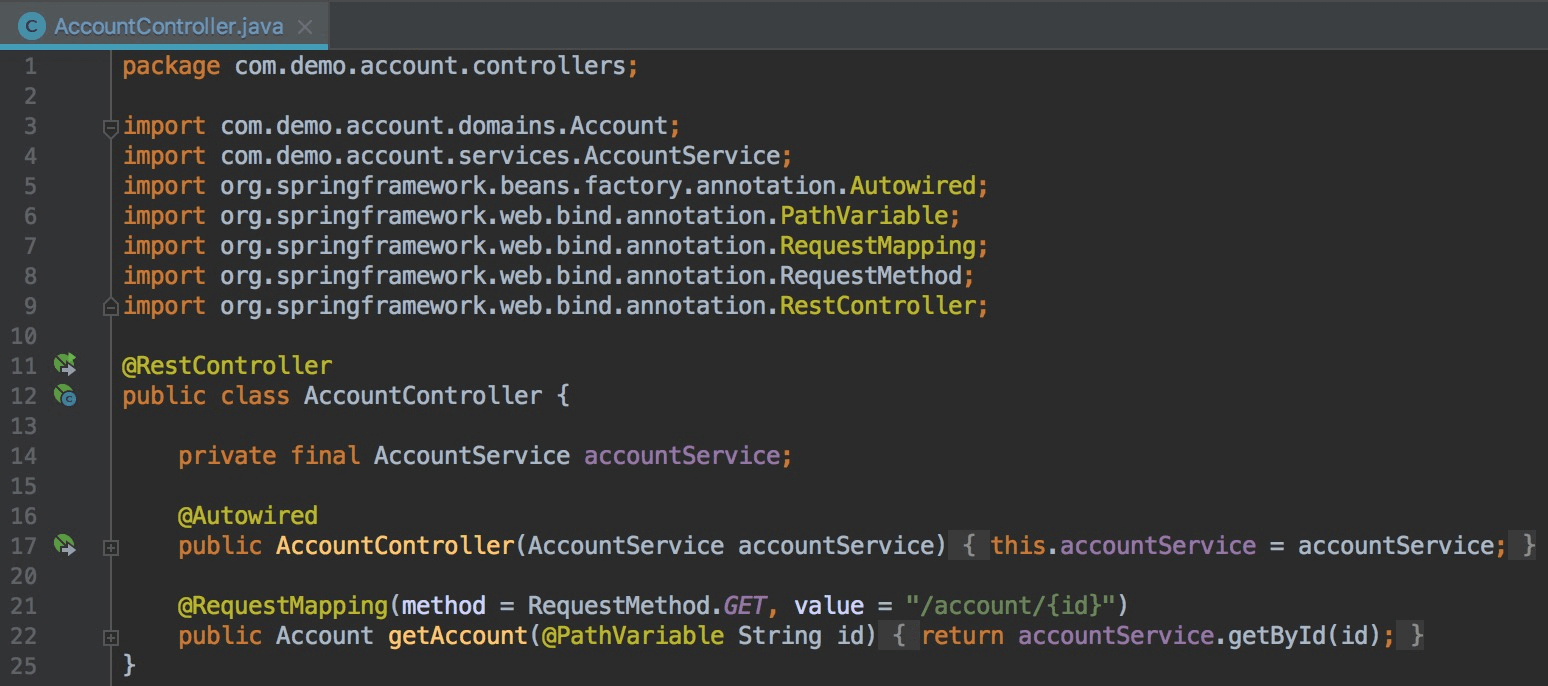 AccountController.java
1 package com.demo.account.controllers;
2
3 import com.demo.account.domains.Account;
4 import com.demo.account.services.AccountService;
5 import org.springframework.beans.factory.annotation.Autowired;
6 import org.springframework.web.bind.annotation.PathVariable;
7 import org.springframework.web.bind.annotation.RequestMapping;
8 import org.springframework.web.bind.annotation.RequestMethod;
9 import org.springframework.web.bind.annotation.RestController;
10
11 @RestController
12 public class AccountController {
13
14     private final AccountService accountService;
15
16     @Autowired
17     public AccountController(AccountService accountService) { this.accountService = accountService; }
20
21     @RequestMapping(method = RequestMethod.GET, value = "/account/{id}")
22     public Account getAccount(@PathVariable String id) { return accountService.getById(id); }
25 }